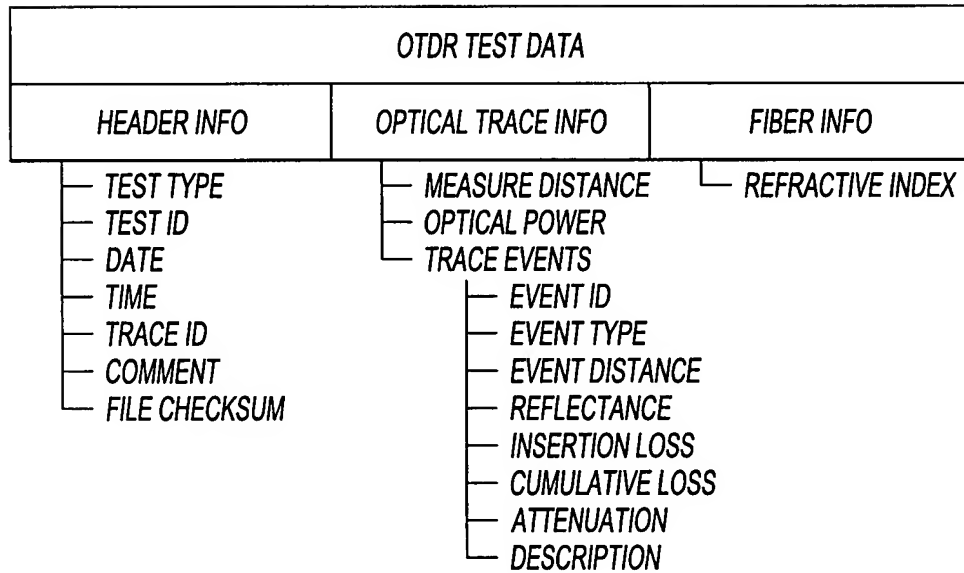 OTDR TEST DATA
HEADER INFO
OPTICAL TRACE INFO
FIBER INFO
TEST TYPE
TEST ID
DATE
TIME
TRACE ID
COMMENT
FILE CHECKSUM
MEASURE DISTANCE
OPTICAL POWER
TRACE EVENTS
EVENT ID
EVENT TYPE
EVENT DISTANCE
REFLECTANCE
INSERTION LOSS
CUMULATIVE LOSS
ATTENUATION
DESCRIPTION
REFRACTIVE INDEX